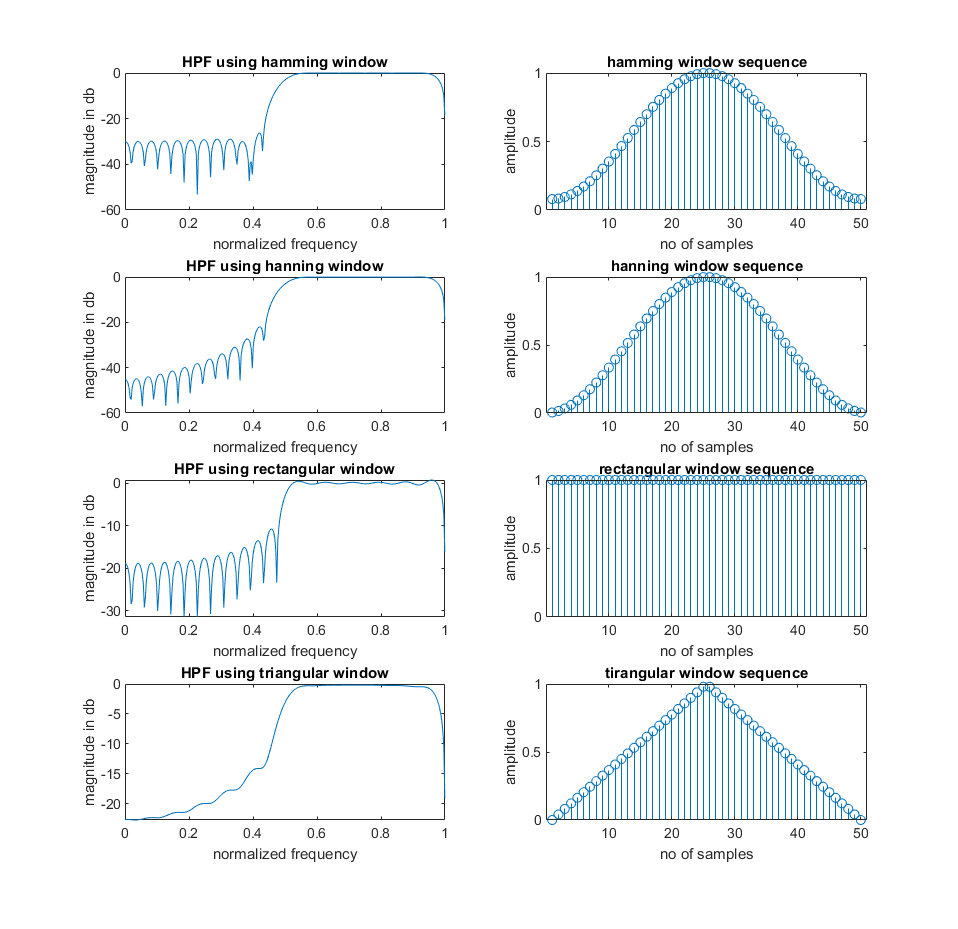 HPF using hamming window
0
-20
-40
-60
magnitude in db
0 0.2 0.4 0.6 0.8 1
normalized frequency
hamming window sequence
1
0.5
0
amplitude
10 20 30 40 50
no of samples
HPF using hanning window
0
-20
-40
-60
magnitude in db
0 0.2 0.4 0.6 0.8 1
normalized frequency
hanning window sequence
1
0.5
0
amplitude
10 20 30 40 50
no of samples
HPF using rectangular window
0
-10
-20
-30
magnitude in db
0 0.2 0.4 0.6 0.8 1
normalized frequency
rectangular window sequence
1
0.5
0
amplitude
10 20 30 40 50
no of samples
HPF using triangular window
0
-5
-10
-15
-20
magnitude in db
0 0.2 0.4 0.6 0.8 1
normalized frequency
tirangular window sequence
1
0.5
0
amplitude
10 20 30 40 50
no of samples